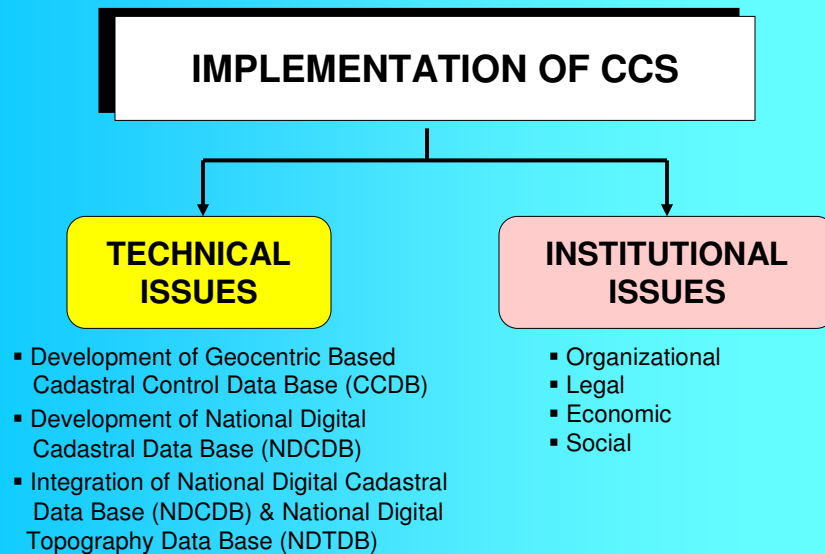 IMPLEMENTATION OF CCS
TECHNICAL
ISSUES
▪ Development of Geocentric Based
Cadastral Control Data Base (CCDB)
▪ Development of National Digital
Cadastral Data Base (NDCDB)
▪ Integration of National Digital Cadastral
Data Base (NDCDB) & National Digital
Topography Data Base (NDTDB)
INSTITUTIONAL
ISSUES
▪ Organizational
▪ Legal
▪ Economic
▪ Social